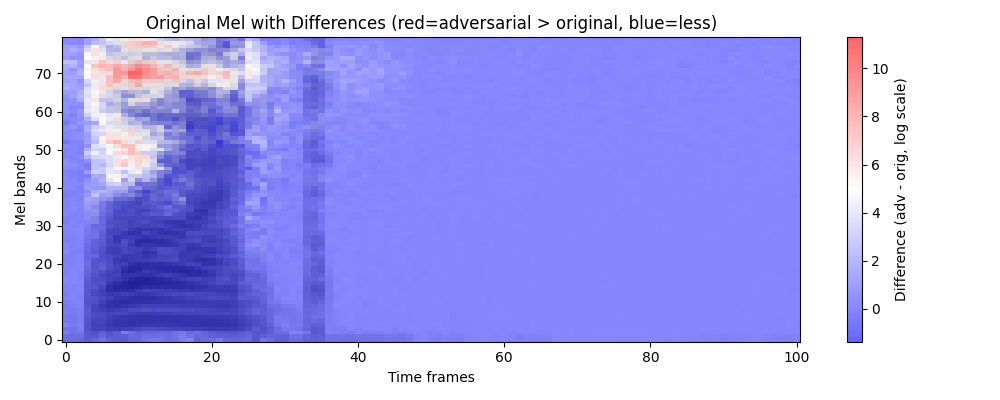 Original Mel with Differences (red=adversarial > original, blue=less)
70
60
50
40
30
20
10
0
Mel bands
0 20 40 60 80 100
Time frames
10
8
6
4
2
0
Difference (adv - orig, log scale)